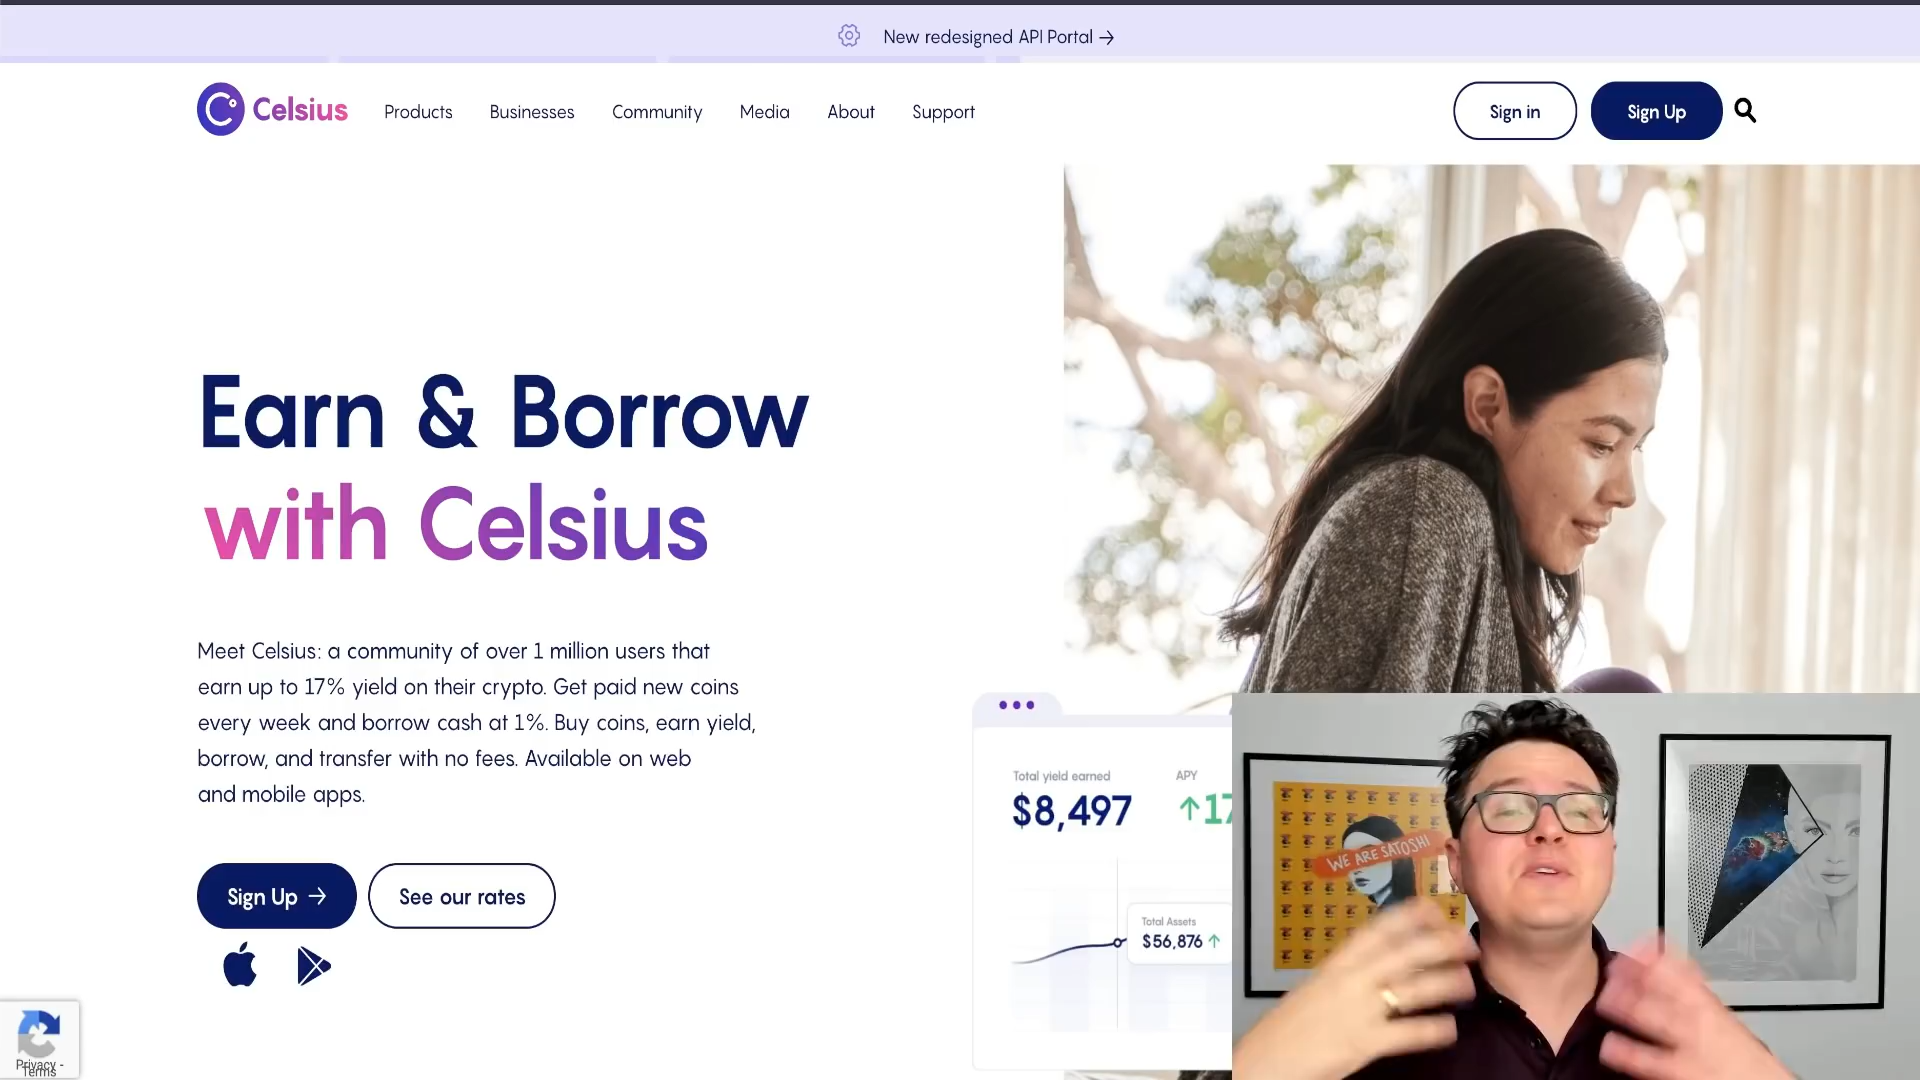 New redesigned API Portal →
Celsius
Products
Businesses
Community
Media
About
Support
Sign in
Sign Up
Earn & Borrow
with Celsius
Meet Celsius: a community of over 1 million users that
earn up to 17% yield on their crypto. Get paid new coins
every week and borrow cash at 1%. Buy coins, earn yield,
borrow, and transfer with no fees. Available on web
and mobile apps.
Sign Up →
See our rates
Total yield earned
$8,497
APY
↑17
Total Assets
$56,876 ↑
WE ARE SATOSHI
Privacy -
Terms